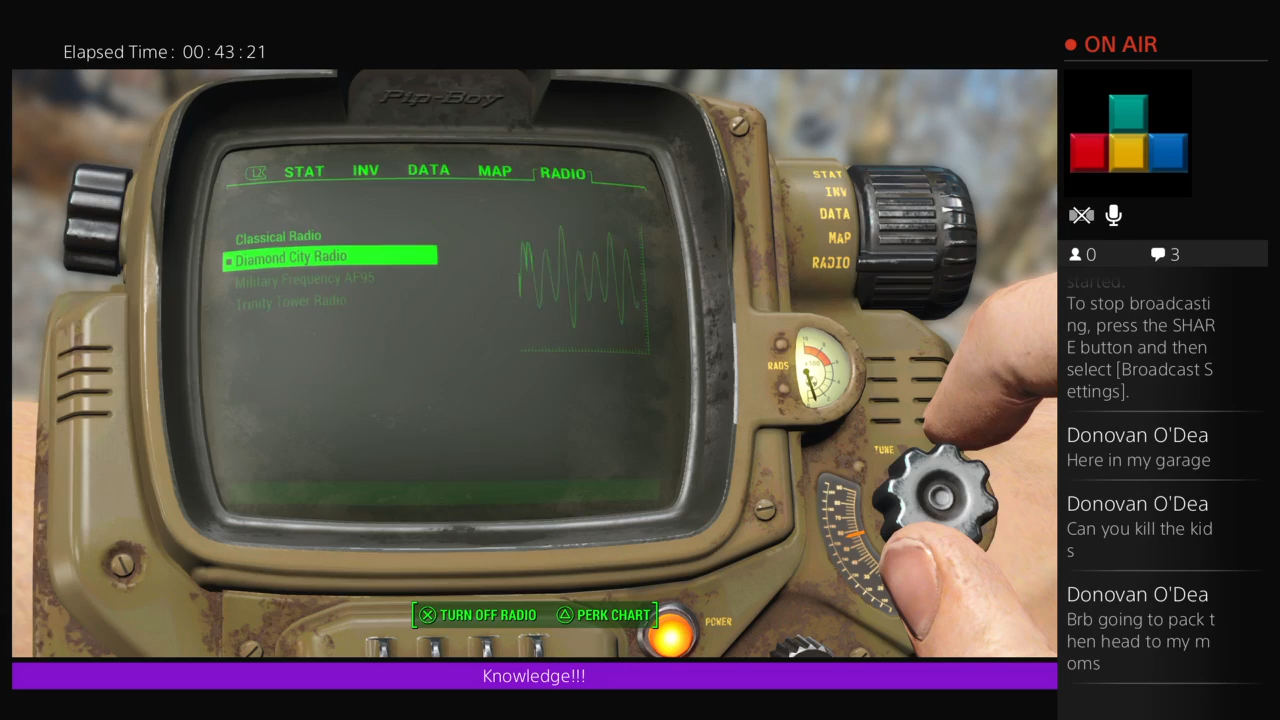 Elapsed Time: 00:43:21
ON AIR
Pip-Boy
STAT INV DATA MAP RADIO
Classical Radio
Diamond City Radio
Military Frequency AF95
Trinity Tower Radio
STAT
INV
DATA
MAP
RADIO
RADS
TUNE
TURN OFF RADIO PERK CHART
POWER
Knowledge!!!
0 3
started.
To stop broadcasti
ng, press the SHAR
E button and then
select [Broadcast S
ettings].
Donovan O'Dea
Here in my garage
Donovan O'Dea
Can you kill the kid
s
Donovan O'Dea
Brb going to pack t
hen head to my m
oms